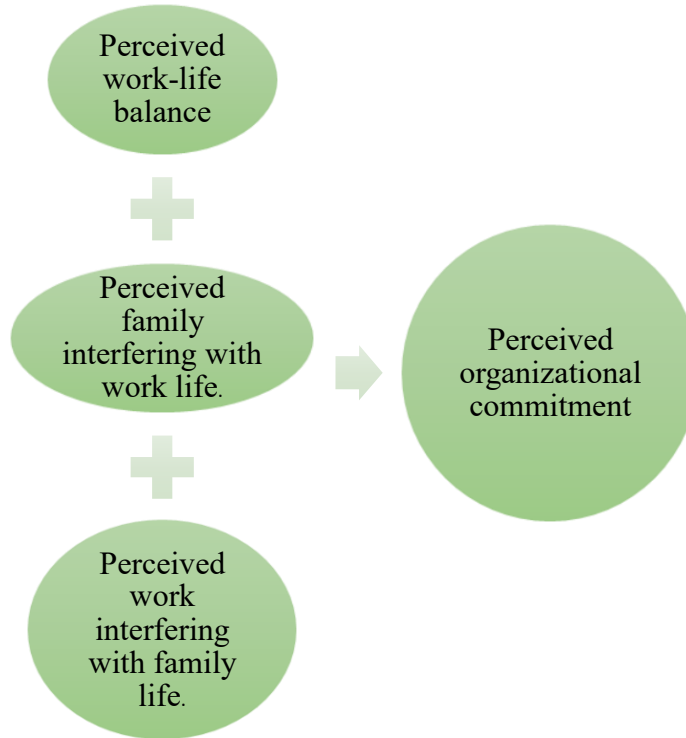 Perceived
work-life
balance
Perceived
family
interfering with
work life.
Perceived
work
interfering
with family
life.
Perceived
organizational
commitment